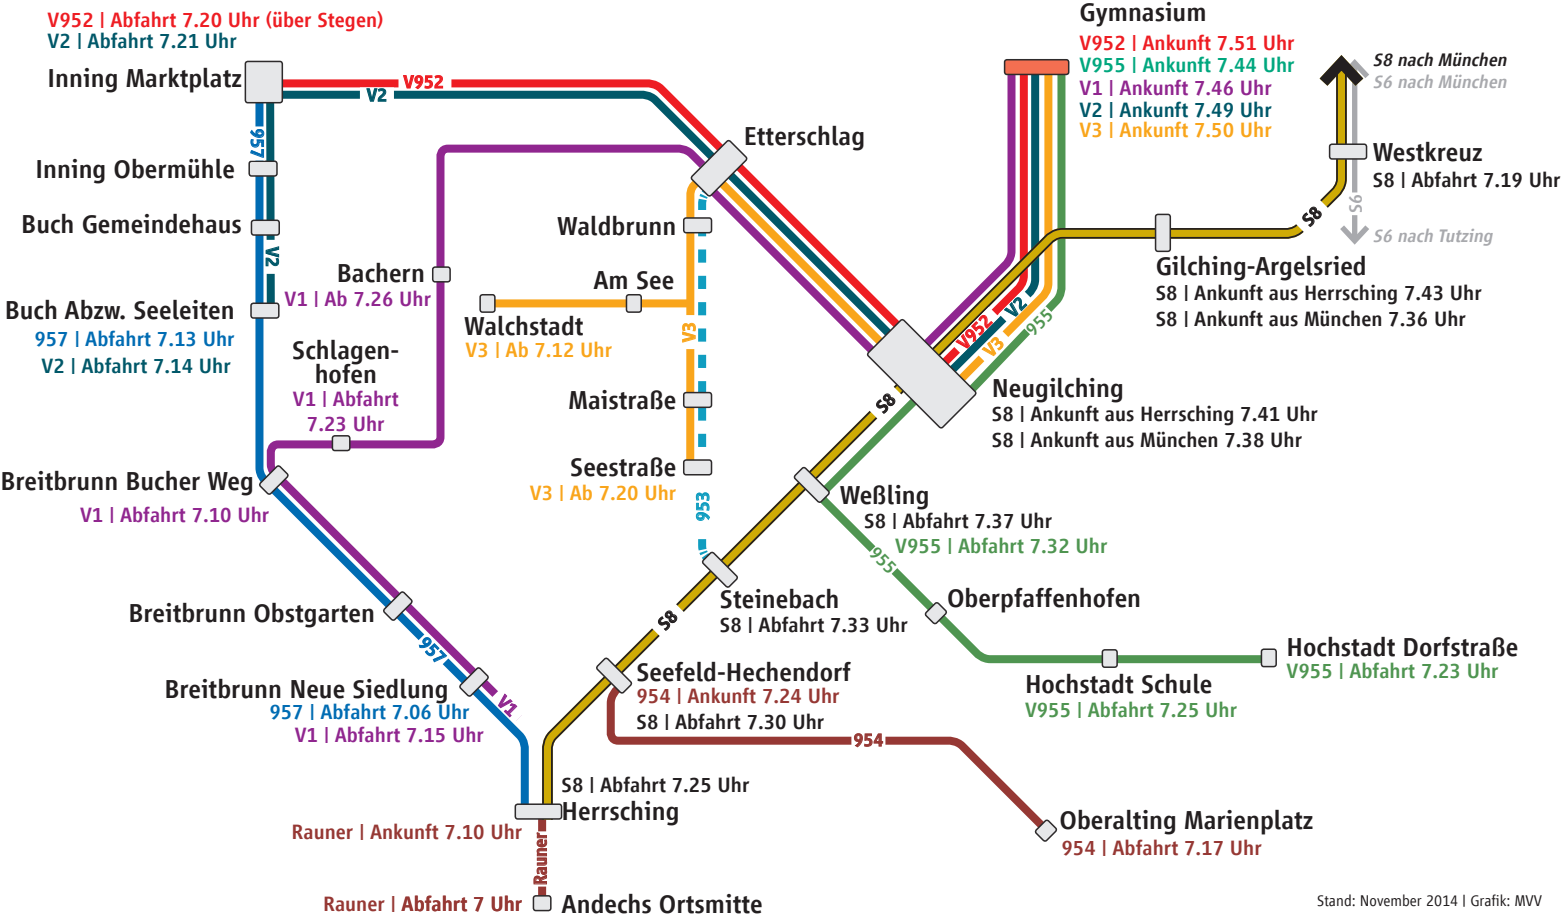 V952 | Abfahrt 7.20 Uhr (über Stegen)
V2 | Abfahrt 7.21 Uhr
Inning Marktplatz
V952
V2
957
Inning Obermühle
Buch Gemeindehaus
V2
Buch Abzw. Seeleiten
957 | Abfahrt 7.13 Uhr
V2 | Abfahrt 7.14 Uhr
Bachern
V1 | Ab 7.26 Uhr
Schlagen-
hofen
V1 | Abfahrt
7.23 Uhr
Breitbrunn Bucher Weg
V1 | Abfahrt 7.10 Uhr
Breitbrunn Obstgarten
957
Breitbrunn Neue Siedlung
957 | Abfahrt 7.06 Uhr
V1 | Abfahrt 7.15 Uhr
V1
Etterschlag
Waldbrunn
Am See
Walchstadt
V3 | Ab 7.12 Uhr
V3
Maistraße
Seestraße
V3 | Ab 7.20 Uhr
953
Gymnasium
V952 | Ankunft 7.51 Uhr
V955 | Ankunft 7.44 Uhr
V1 | Ankunft 7.46 Uhr
V2 | Ankunft 7.49 Uhr
V3 | Ankunft 7.50 Uhr
S8 nach München
S6 nach München
Westkreuz
S8 | Abfahrt 7.19 Uhr
S6
S8
S6 nach Tutzing
Gilching-Argelsried
S8 | Ankunft aus Herrsching 7.43 Uhr
S8 | Ankunft aus München 7.36 Uhr
V952
V2
V3
955
Neugilching
S8 | Ankunft aus Herrsching 7.41 Uhr
S8 | Ankunft aus München 7.38 Uhr
S8
Weßling
S8 | Abfahrt 7.37 Uhr
V955 | Abfahrt 7.32 Uhr
955
Steinebach
S8 | Abfahrt 7.33 Uhr
S8
Oberpfaffenhofen
Hochstadt Dorfstraße
V955 | Abfahrt 7.23 Uhr
Hochstadt Schule
V955 | Abfahrt 7.25 Uhr
Seefeld-Hechendorf
954 | Ankunft 7.24 Uhr
S8 | Abfahrt 7.30 Uhr
954
Oberalting Marienplatz
954 | Abfahrt 7.17 Uhr
S8 | Abfahrt 7.25 Uhr
Herrsching
Rauner | Ankunft 7.10 Uhr
Rauner
Rauner | Abfahrt 7 Uhr
Andechs Ortsmitte
Stand: November 2014 | Grafik: MVV